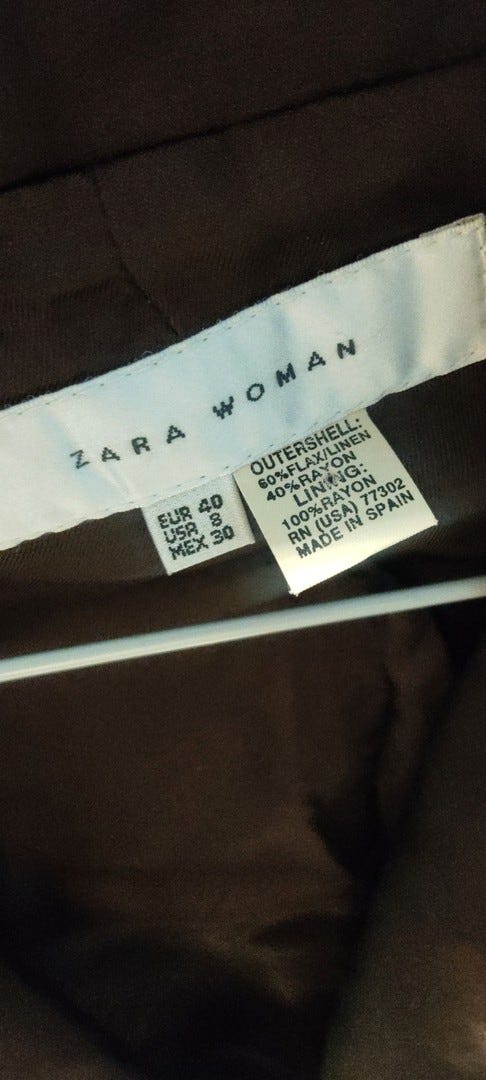 ZARA WOMAN
EUR 40
USR 8
MEX 30
OUTERSHELL:
60%FLAX/LINEN
40%RAYON
LINING:
100%RAYON
RN (USA) 77302
MADE IN SPAIN